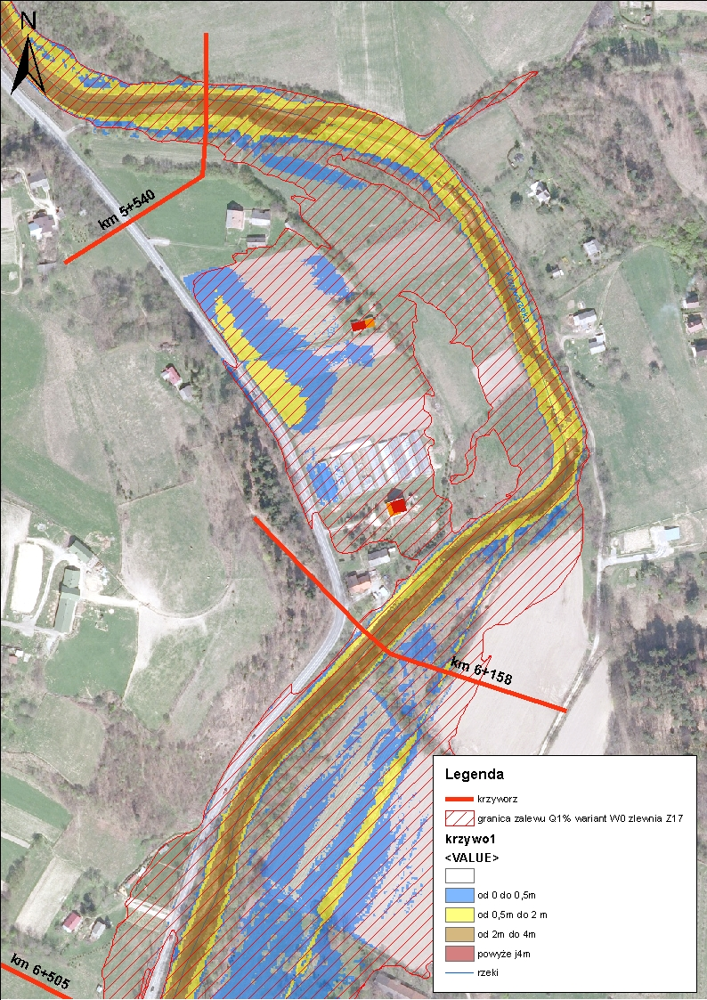 N
km 5+540
Krzyworzeka
km 6+158
km 6+505
Legenda
krzyworz
granica zalewu Q1% wariant W0 zlewnia Z17
krzywo1
<VALUE>
od 0 do 0,5m
od 0,5m do 2 m
od 2m do 4m
powyże j4m
rzeki